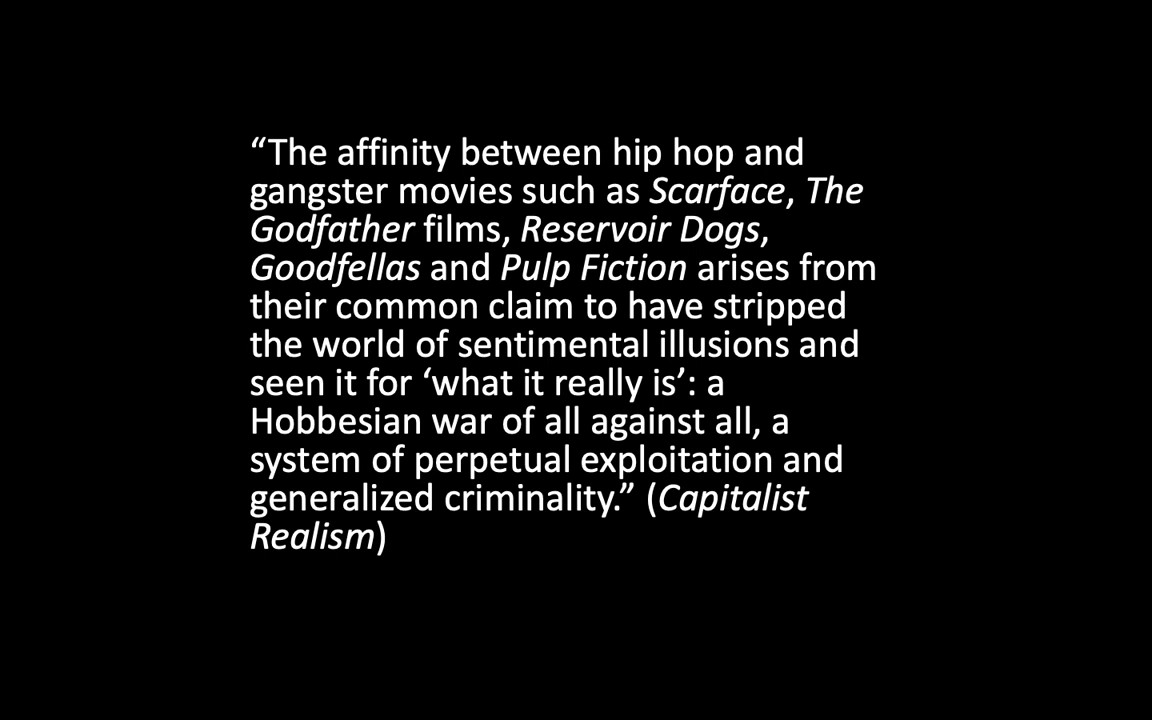 “The affinity between hip hop and
gangster movies such as Scarface, The
Godfather films, Reservoir Dogs,
Goodfellas and Pulp Fiction arises from
their common claim to have stripped
the world of sentimental illusions and
seen it for ‘what it really is’: a
Hobbesian war of all against all, a
system of perpetual exploitation and
generalized criminality.” (Capitalist
Realism)